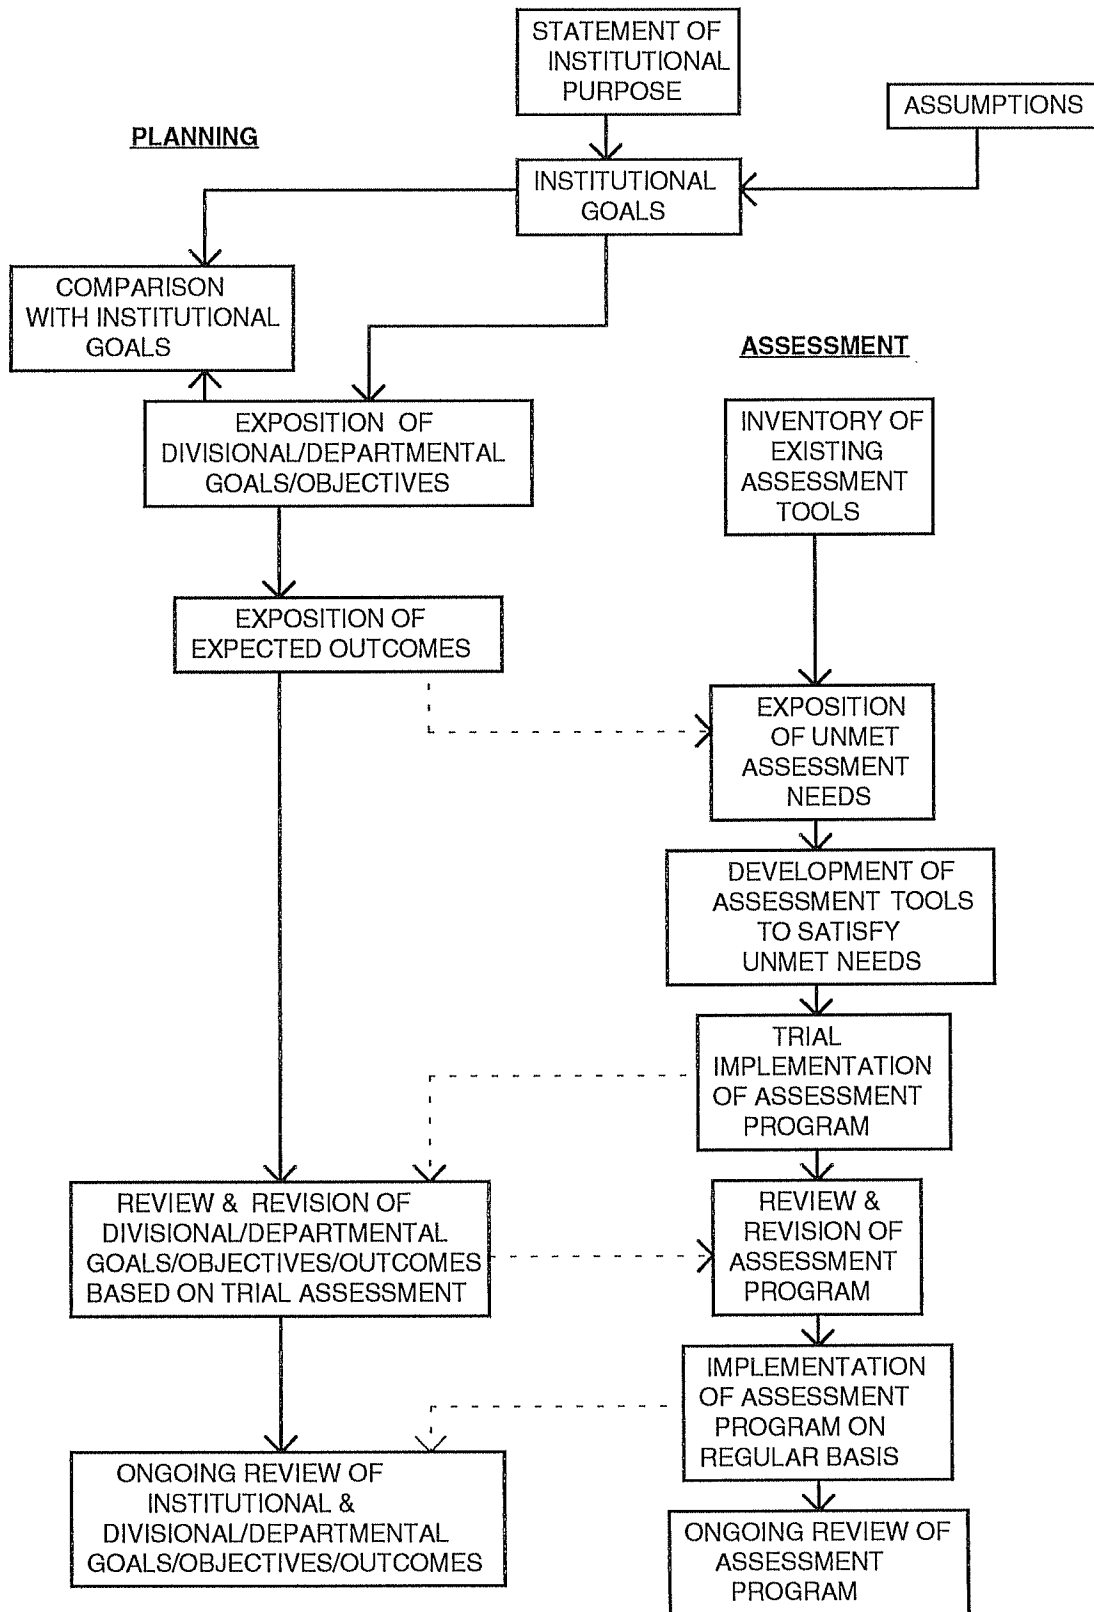 STATEMENT OF
INSTITUTIONAL
PURPOSE
ASSUMPTIONS
PLANNING
INSTITUTIONAL
GOALS
COMPARISON
WITH INSTITUTIONAL
GOALS
ASSESSMENT
EXPOSITION OF
DIVISIONAL/DEPARTMENTAL
GOALS/OBJECTIVES
INVENTORY OF
EXISTING
ASSESSMENT
TOOLS
EXPOSITION OF
EXPECTED OUTCOMES
EXPOSITION
OF UNMET
ASSESSMENT
NEEDS
DEVELOPMENT OF
ASSESSMENT TOOLS
TO SATISFY
UNMET NEEDS
TRIAL
IMPLEMENTATION
OF ASSESSMENT
PROGRAM
REVIEW & REVISION OF
DIVISIONAL/DEPARTMENTAL
GOALS/OBJECTIVES/OUTCOMES
BASED ON TRIAL ASSESSMENT
REVIEW &
REVISION OF
ASSESSMENT
PROGRAM
IMPLEMENTATION
OF ASSESSMENT
PROGRAM ON
REGULAR BASIS
ONGOING REVIEW OF
INSTITUTIONAL &
DIVISIONAL/DEPARTMENTAL
GOALS/OBJECTIVES/OUTCOMES
ONGOING REVIEW OF
ASSESSMENT
PROGRAM